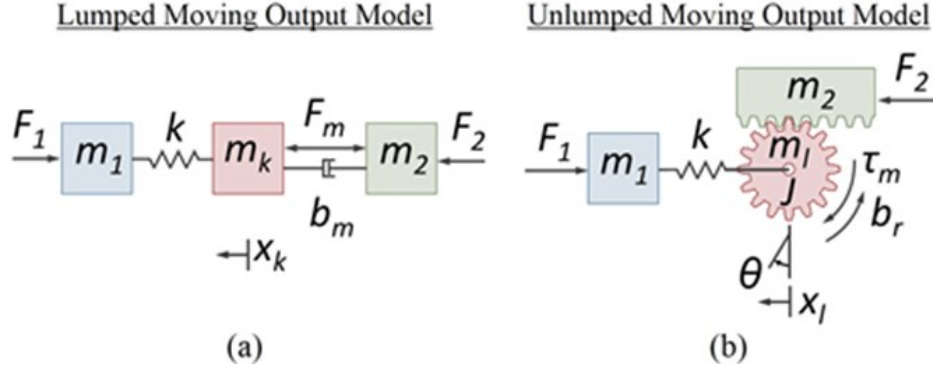 Lumped Moving Output Model
Unlumped Moving Output Model
F₁
m₁
k
mₖ
Fₘ
bₘ
m₂
F₂
xₖ
(a)
m₂
F₂
F₁
m₁
k
mₗ
J
τₘ
bᵣ
θ
xₗ
(b)